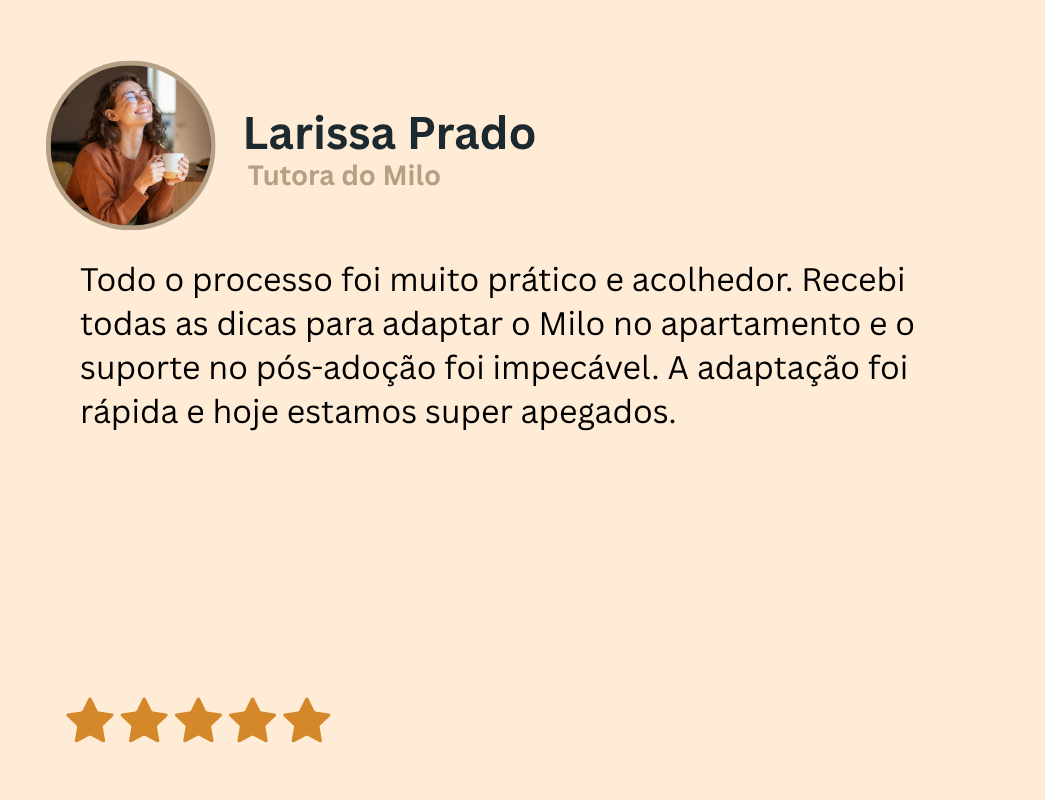 Larissa Prado
Tutora do Milo
Todo o processo foi muito prático e acolhedor. Recebi
todas as dicas para adaptar o Milo no apartamento e o
suporte no pós-adoção foi impecável. A adaptação foi
rápida e hoje estamos super apegados.